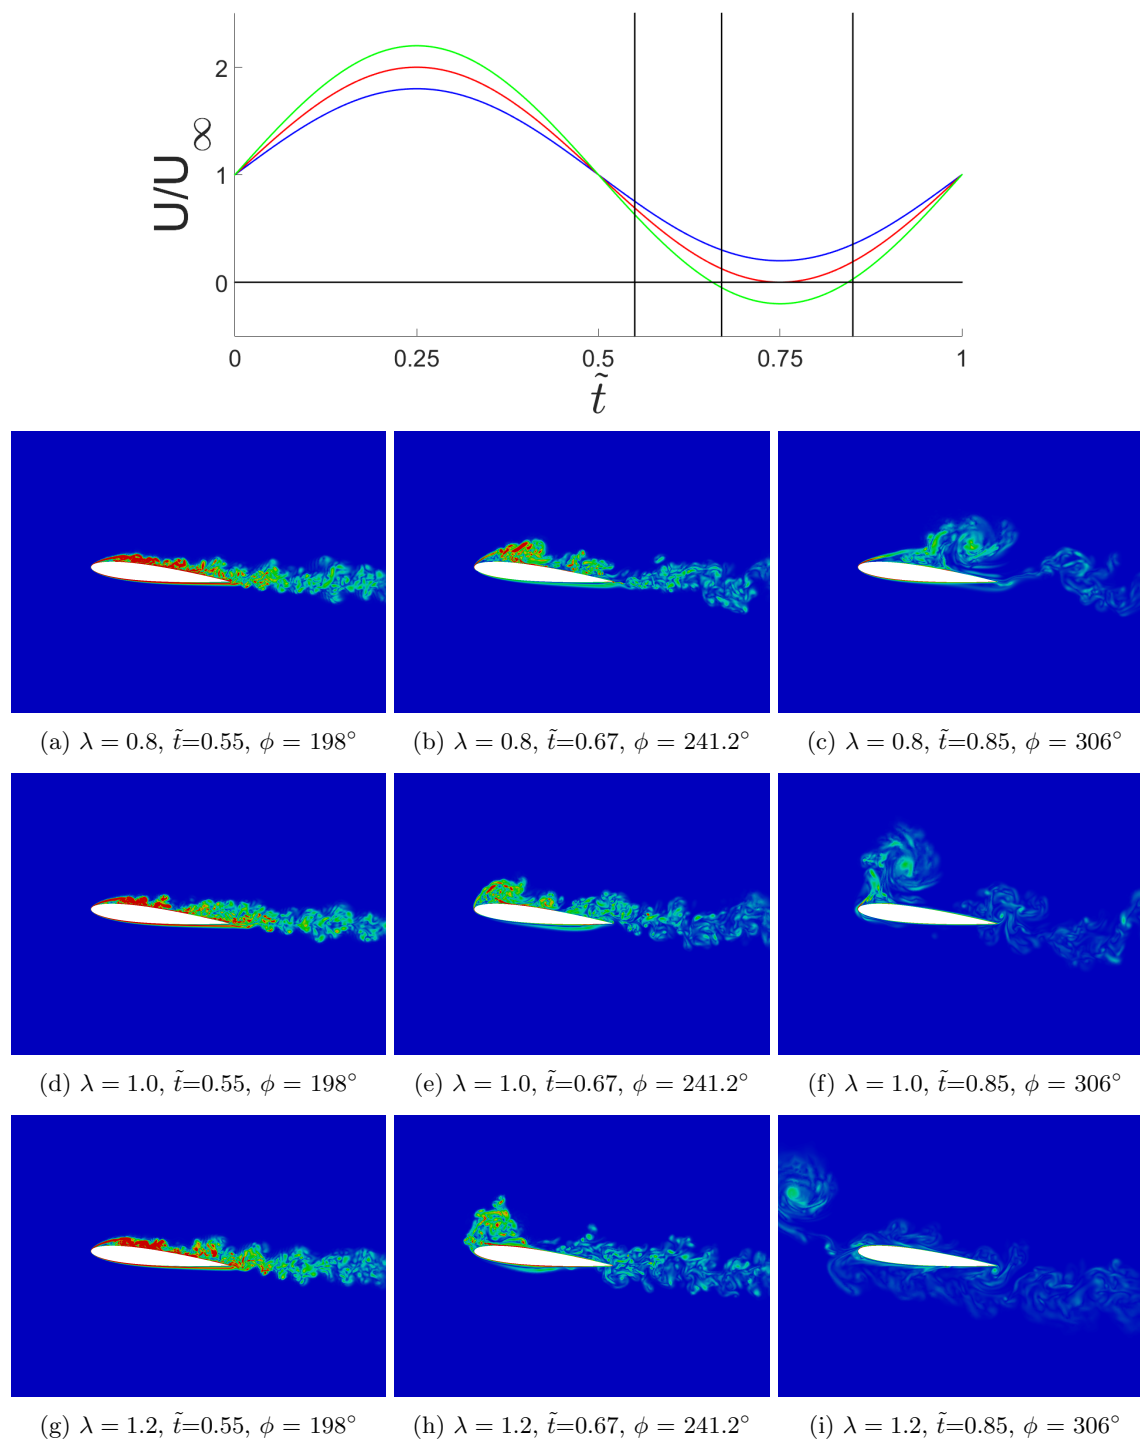 2
1
0
U/U∞
0 0.25 0.5 0.75 1
t̃
(a) λ = 0.8, t̃=0.55, ϕ = 198° (b) λ = 0.8, t̃=0.67, ϕ = 241.2° (c) λ = 0.8, t̃=0.85, ϕ = 306°
(d) λ = 1.0, t̃=0.55, ϕ = 198° (e) λ = 1.0, t̃=0.67, ϕ = 241.2° (f) λ = 1.0, t̃=0.85, ϕ = 306°
(g) λ = 1.2, t̃=0.55, ϕ = 198° (h) λ = 1.2, t̃=0.67, ϕ = 241.2° (i) λ = 1.2, t̃=0.85, ϕ = 306°